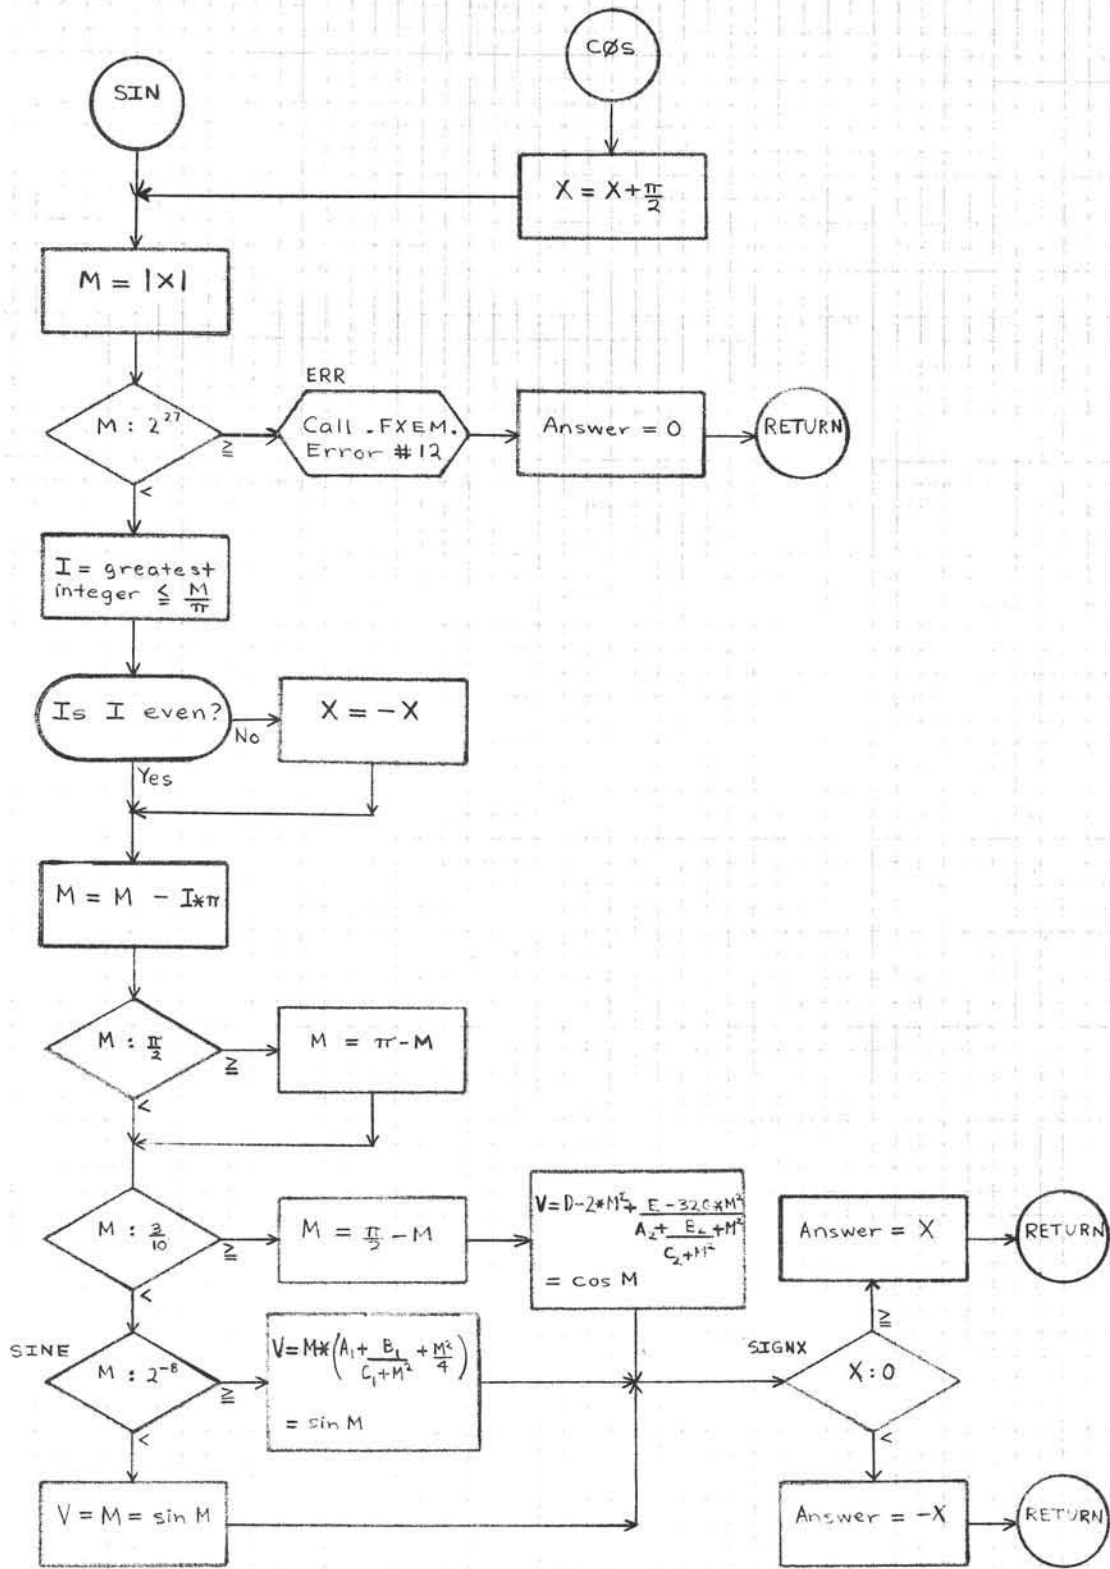 SIN
CØS
X = X + π/2
M = |X|
M : 2^27
≧
<
ERR
Call .FXEM.
Error #12
Answer = 0
RETURN
I = greatest
integer ≦ M/π
Is I even?
No
Yes
X = -X
M = M - I*π
M : π/2
≧
<
M = π - M
M : 3/10
≧
<
M = π/2 - M
V = D - 2*M² + (E - 320*M²)/(A₂ + B₂/(C₂+M²) + M²)
= cos M
SINE
M : 2^-8
≧
<
V = M*(A₁ + B₁/(C₁+M²) + M²/4)
= sin M
V = M = sin M
SIGNX
X : 0
≧
<
Answer = X
RETURN
Answer = -X
RETURN